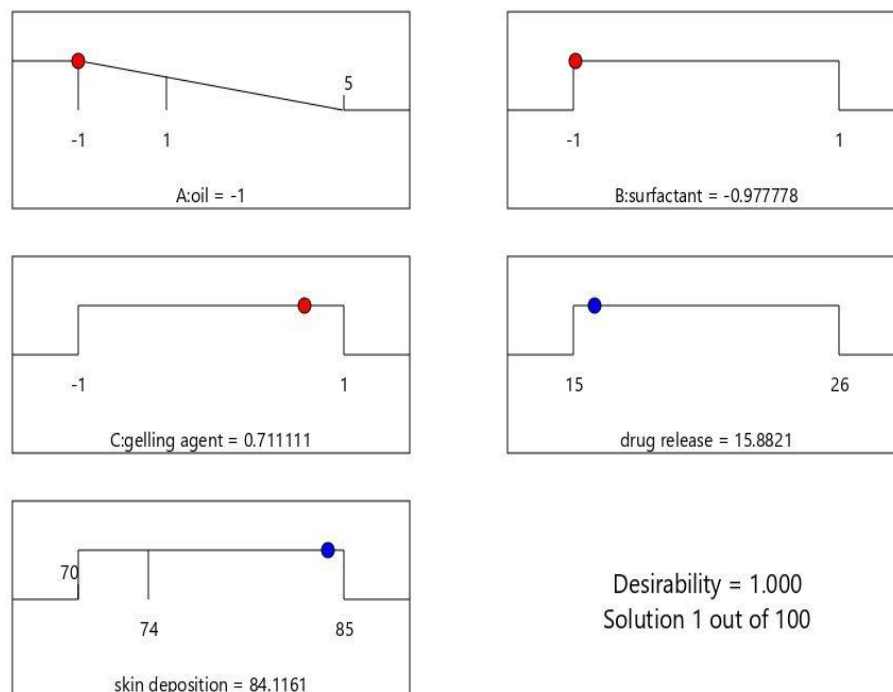 5
-1
1
A:oil = -1
-1
1
B:surfactant = -0.977778
-1
1
C:gelling agent = 0.711111
15
26
drug release = 15.8821
70
74
85
skin deposition = 84.1161
Desirability = 1.000
Solution 1 out of 100